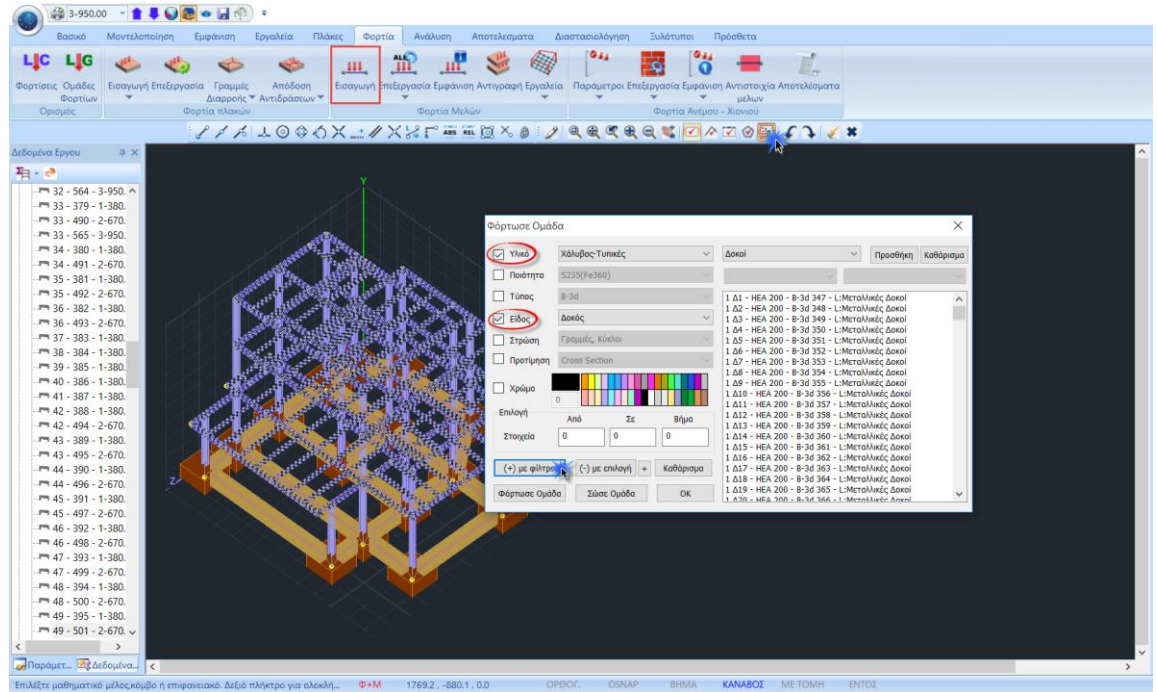 3-950.00
Βασικό Μοντελοποίηση Εμφάνιση Εργαλεία Πλάκες Φορτία Ανάλυση Αποτελεσματα Διαστασιολόγηση Ξυλότυποι Πρόσθετα
Φορτίσεις Ομάδες Φορτίων
Εισαγωγή Επεξεργασία Γραμμές Διαρροής Απόδοση Αντιδράσεων
Εισαγωγή Επεξεργασία Εμφάνιση Αντιγραφή Εργαλεία
Παράμετροι Επεξεργασία Εμφάνιση Αντιστοιχία μελων Αποτελέσματα
Ορισμός Φορτία πλακών Φορτία Μελών Φορτία Ανέμου - Χιονιού
ABS REL
Δεδομένα Εργου
32 - 564 - 3-950.
33 - 379 - 1-380.
33 - 490 - 2-670.
33 - 565 - 3-950.
34 - 380 - 1-380.
34 - 491 - 2-670.
35 - 381 - 1-380.
35 - 492 - 2-670.
36 - 382 - 1-380.
36 - 493 - 2-670.
37 - 383 - 1-380.
38 - 384 - 1-380.
39 - 385 - 1-380.
40 - 386 - 1-380.
41 - 387 - 1-380.
42 - 388 - 1-380.
42 - 494 - 2-670.
43 - 389 - 1-380.
43 - 495 - 2-670.
44 - 390 - 1-380.
44 - 496 - 2-670.
45 - 391 - 1-380.
45 - 497 - 2-670.
46 - 392 - 1-380.
46 - 498 - 2-670.
47 - 393 - 1-380.
47 - 499 - 2-670.
48 - 394 - 1-380.
48 - 500 - 2-670.
49 - 395 - 1-380.
49 - 501 - 2-670.
Παράμετ... Δεδομένα...
Y
Z
Φόρτωσε Ομάδα
Υλικό Χάλυβας-Τυπικές Δοκοί Προσθήκη Καθάρισμα
Ποιότητα S235(Fe360)
Τύπος B-3d
Είδος Δοκός
Στρώση Γραμμές, Κύκλοι
Προτίμηση Cross Section
Χρώμα 0
Επιλογή
Από Σε Βήμα
Στοιχεία 0 0 0
(+) με φίλτρο (-) με επιλογή + Καθάρισμα
Φόρτωσε Ομάδα Σώσε Ομάδα OK
1 Δ1 - HEA 200 - B-3d 347 - L:Μεταλλικές Δοκοί
1 Δ2 - HEA 200 - B-3d 348 - L:Μεταλλικές Δοκοί
1 Δ3 - HEA 200 - B-3d 349 - L:Μεταλλικές Δοκοί
1 Δ4 - HEA 200 - B-3d 350 - L:Μεταλλικές Δοκοί
1 Δ5 - HEA 200 - B-3d 351 - L:Μεταλλικές Δοκοί
1 Δ6 - HEA 200 - B-3d 352 - L:Μεταλλικές Δοκοί
1 Δ7 - HEA 200 - B-3d 353 - L:Μεταλλικές Δοκοί
1 Δ8 - HEA 200 - B-3d 354 - L:Μεταλλικές Δοκοί
1 Δ9 - HEA 200 - B-3d 355 - L:Μεταλλικές Δοκοί
1 Δ10 - HEA 200 - B-3d 356 - L:Μεταλλικές Δοκοί
1 Δ11 - HEA 200 - B-3d 357 - L:Μεταλλικές Δοκοί
1 Δ12 - HEA 200 - B-3d 358 - L:Μεταλλικές Δοκοί
1 Δ13 - HEA 200 - B-3d 359 - L:Μεταλλικές Δοκοί
1 Δ14 - HEA 200 - B-3d 360 - L:Μεταλλικές Δοκοί
1 Δ15 - HEA 200 - B-3d 361 - L:Μεταλλικές Δοκοί
1 Δ16 - HEA 200 - B-3d 362 - L:Μεταλλικές Δοκοί
1 Δ17 - HEA 200 - B-3d 363 - L:Μεταλλικές Δοκοί
1 Δ18 - HEA 200 - B-3d 364 - L:Μεταλλικές Δοκοί
1 Δ19 - HEA 200 - B-3d 365 - L:Μεταλλικές Δοκοί
1 Δ20 - HEA 200 - B-3d 366 - L:Μεταλλικές Δοκοί
Επιλέξτε μαθηματικό μέλος,κόμβο ή επιφανειακό. Δεξιό πλήκτρο για ολοκλή... Φ+Μ 1769.2 , -880.1 , 0.0 ΟΡΘΟΓ. OSNAP ΒΗΜΑ ΚΑΝΑΒΟΣ ΜΕ ΤΟΜΗ ΕΝΤΟΣ